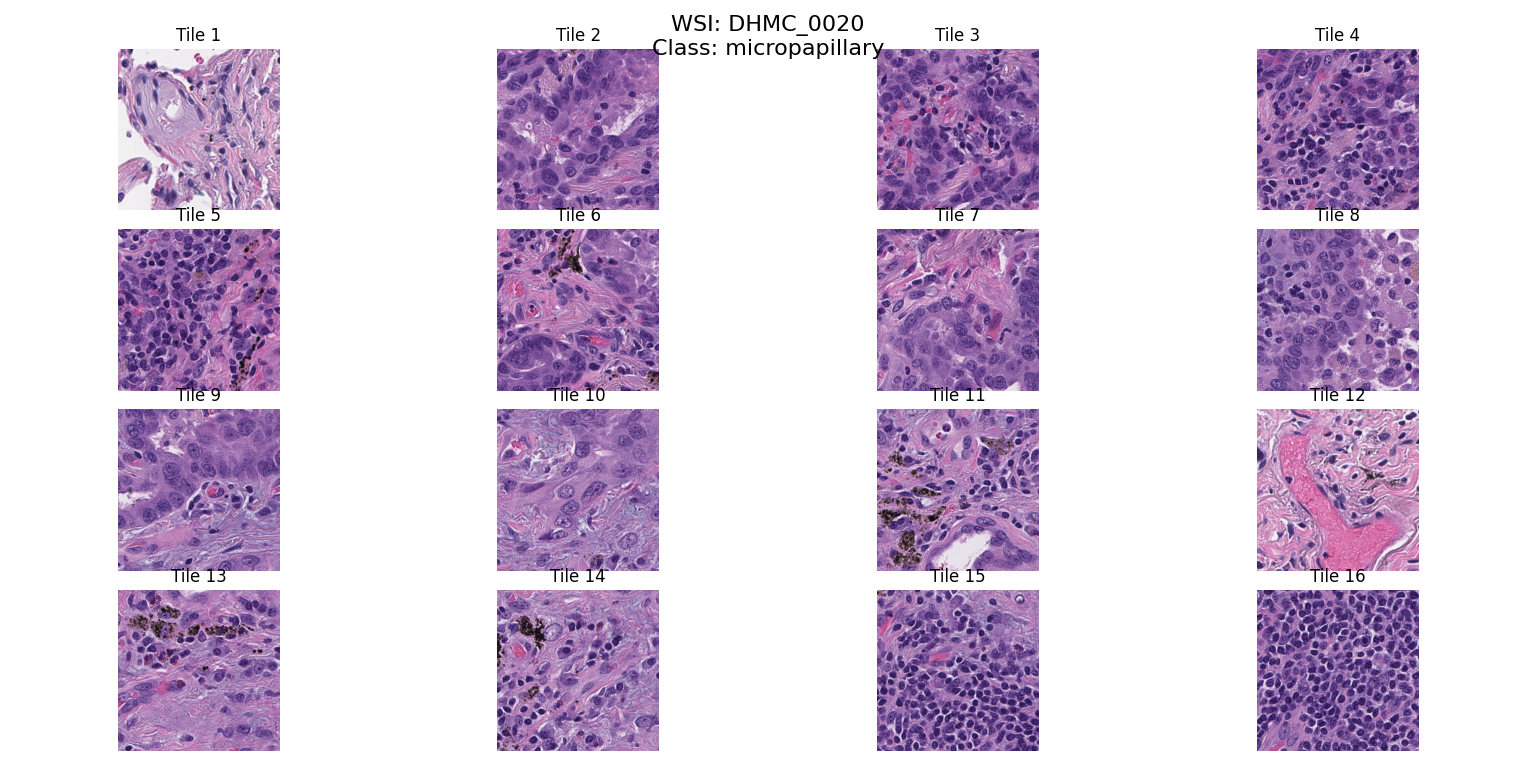 WSI: DHMC_0020
Class: micropapillary
Tile 1
Tile 2
Tile 3
Tile 4
Tile 5
Tile 6
Tile 7
Tile 8
Tile 9
Tile 10
Tile 11
Tile 12
Tile 13
Tile 14
Tile 15
Tile 16